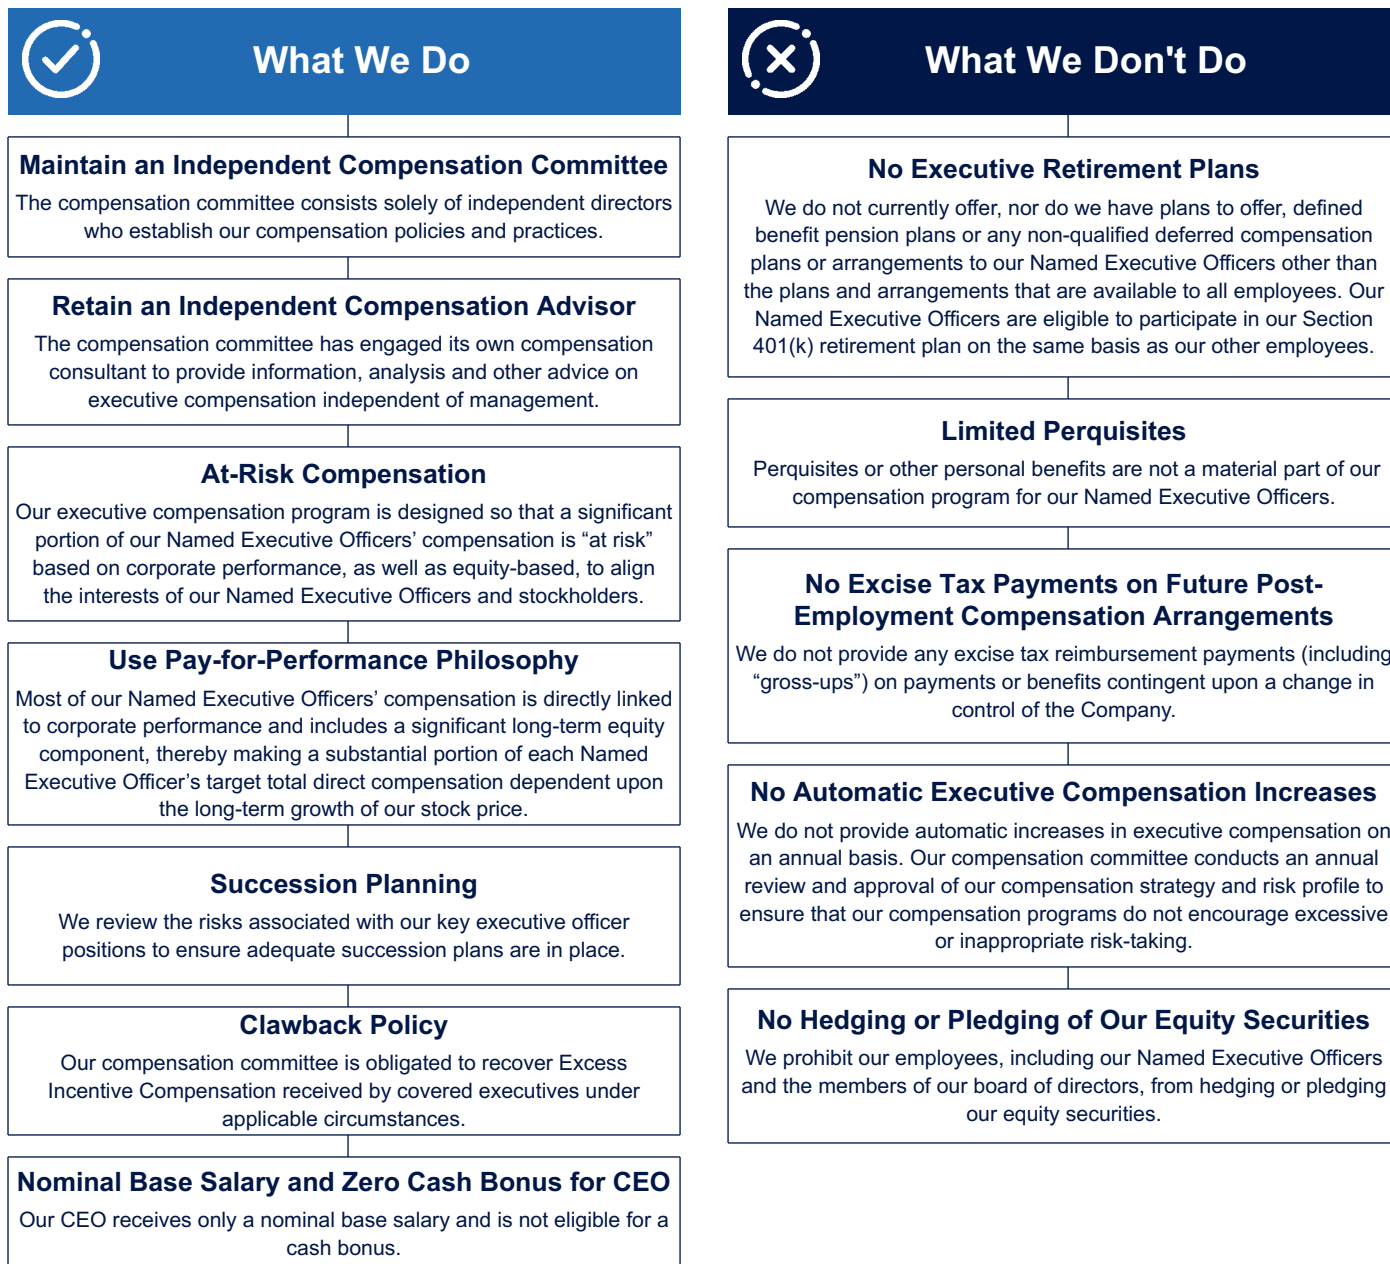 What We Do
Maintain an Independent Compensation Committee
The compensation committee consists solely of independent directors
who establish our compensation policies and practices.
Retain an Independent Compensation Advisor
The compensation committee has engaged its own compensation
consultant to provide information, analysis and other advice on
executive compensation independent of management.
At-Risk Compensation
Our executive compensation program is designed so that a significant
portion of our Named Executive Officers’ compensation is “at risk”
based on corporate performance, as well as equity-based, to align
the interests of our Named Executive Officers and stockholders.
Use Pay-for-Performance Philosophy
Most of our Named Executive Officers’ compensation is directly linked
to corporate performance and includes a significant long-term equity
component, thereby making a substantial portion of each Named
Executive Officer’s target total direct compensation dependent upon
the long-term growth of our stock price.
Succession Planning
We review the risks associated with our key executive officer
positions to ensure adequate succession plans are in place.
Clawback Policy
Our compensation committee is obligated to recover Excess
Incentive Compensation received by covered executives under
applicable circumstances.
Nominal Base Salary and Zero Cash Bonus for CEO
Our CEO receives only a nominal base salary and is not eligible for a
cash bonus.
What We Don't Do
No Executive Retirement Plans
We do not currently offer, nor do we have plans to offer, defined
benefit pension plans or any non-qualified deferred compensation
plans or arrangements to our Named Executive Officers other than
the plans and arrangements that are available to all employees. Our
Named Executive Officers are eligible to participate in our Section
401(k) retirement plan on the same basis as our other employees.
Limited Perquisites
Perquisites or other personal benefits are not a material part of our
compensation program for our Named Executive Officers.
No Excise Tax Payments on Future Post-
Employment Compensation Arrangements
We do not provide any excise tax reimbursement payments (including
“gross-ups”) on payments or benefits contingent upon a change in
control of the Company.
No Automatic Executive Compensation Increases
We do not provide automatic increases in executive compensation on
an annual basis. Our compensation committee conducts an annual
review and approval of our compensation strategy and risk profile to
ensure that our compensation programs do not encourage excessive
or inappropriate risk-taking.
No Hedging or Pledging of Our Equity Securities
We prohibit our employees, including our Named Executive Officers
and the members of our board of directors, from hedging or pledging
our equity securities.